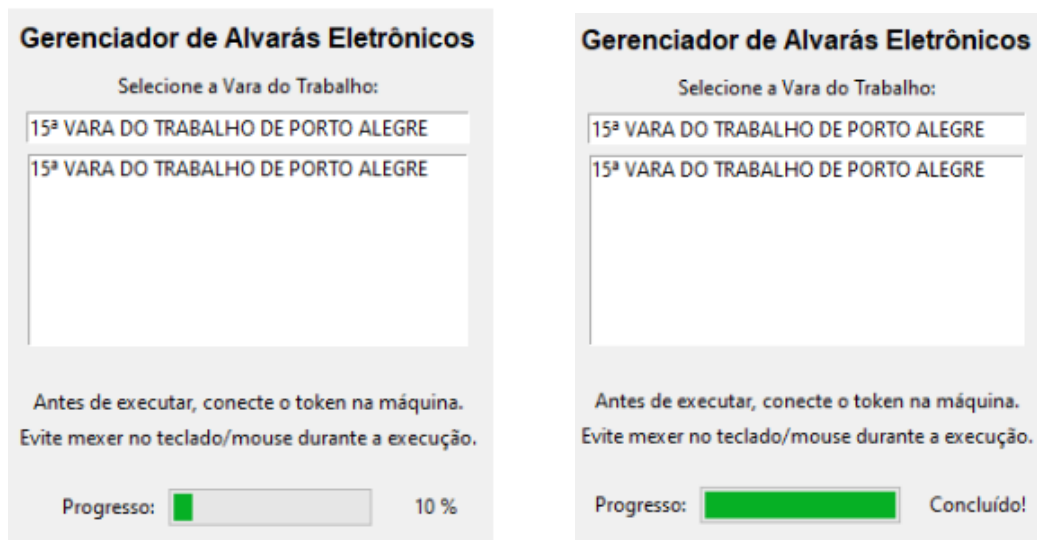 Gerenciador de Alvarás Eletrônicos
Selecione a Vara do Trabalho:
15ª VARA DO TRABALHO DE PORTO ALEGRE
15ª VARA DO TRABALHO DE PORTO ALEGRE
Antes de executar, conecte o token na máquina.
Evite mexer no teclado/mouse durante a execução.
Progresso: 10 %
Gerenciador de Alvarás Eletrônicos
Selecione a Vara do Trabalho:
15ª VARA DO TRABALHO DE PORTO ALEGRE
15ª VARA DO TRABALHO DE PORTO ALEGRE
Antes de executar, conecte o token na máquina.
Evite mexer no teclado/mouse durante a execução.
Progresso: Concluído!